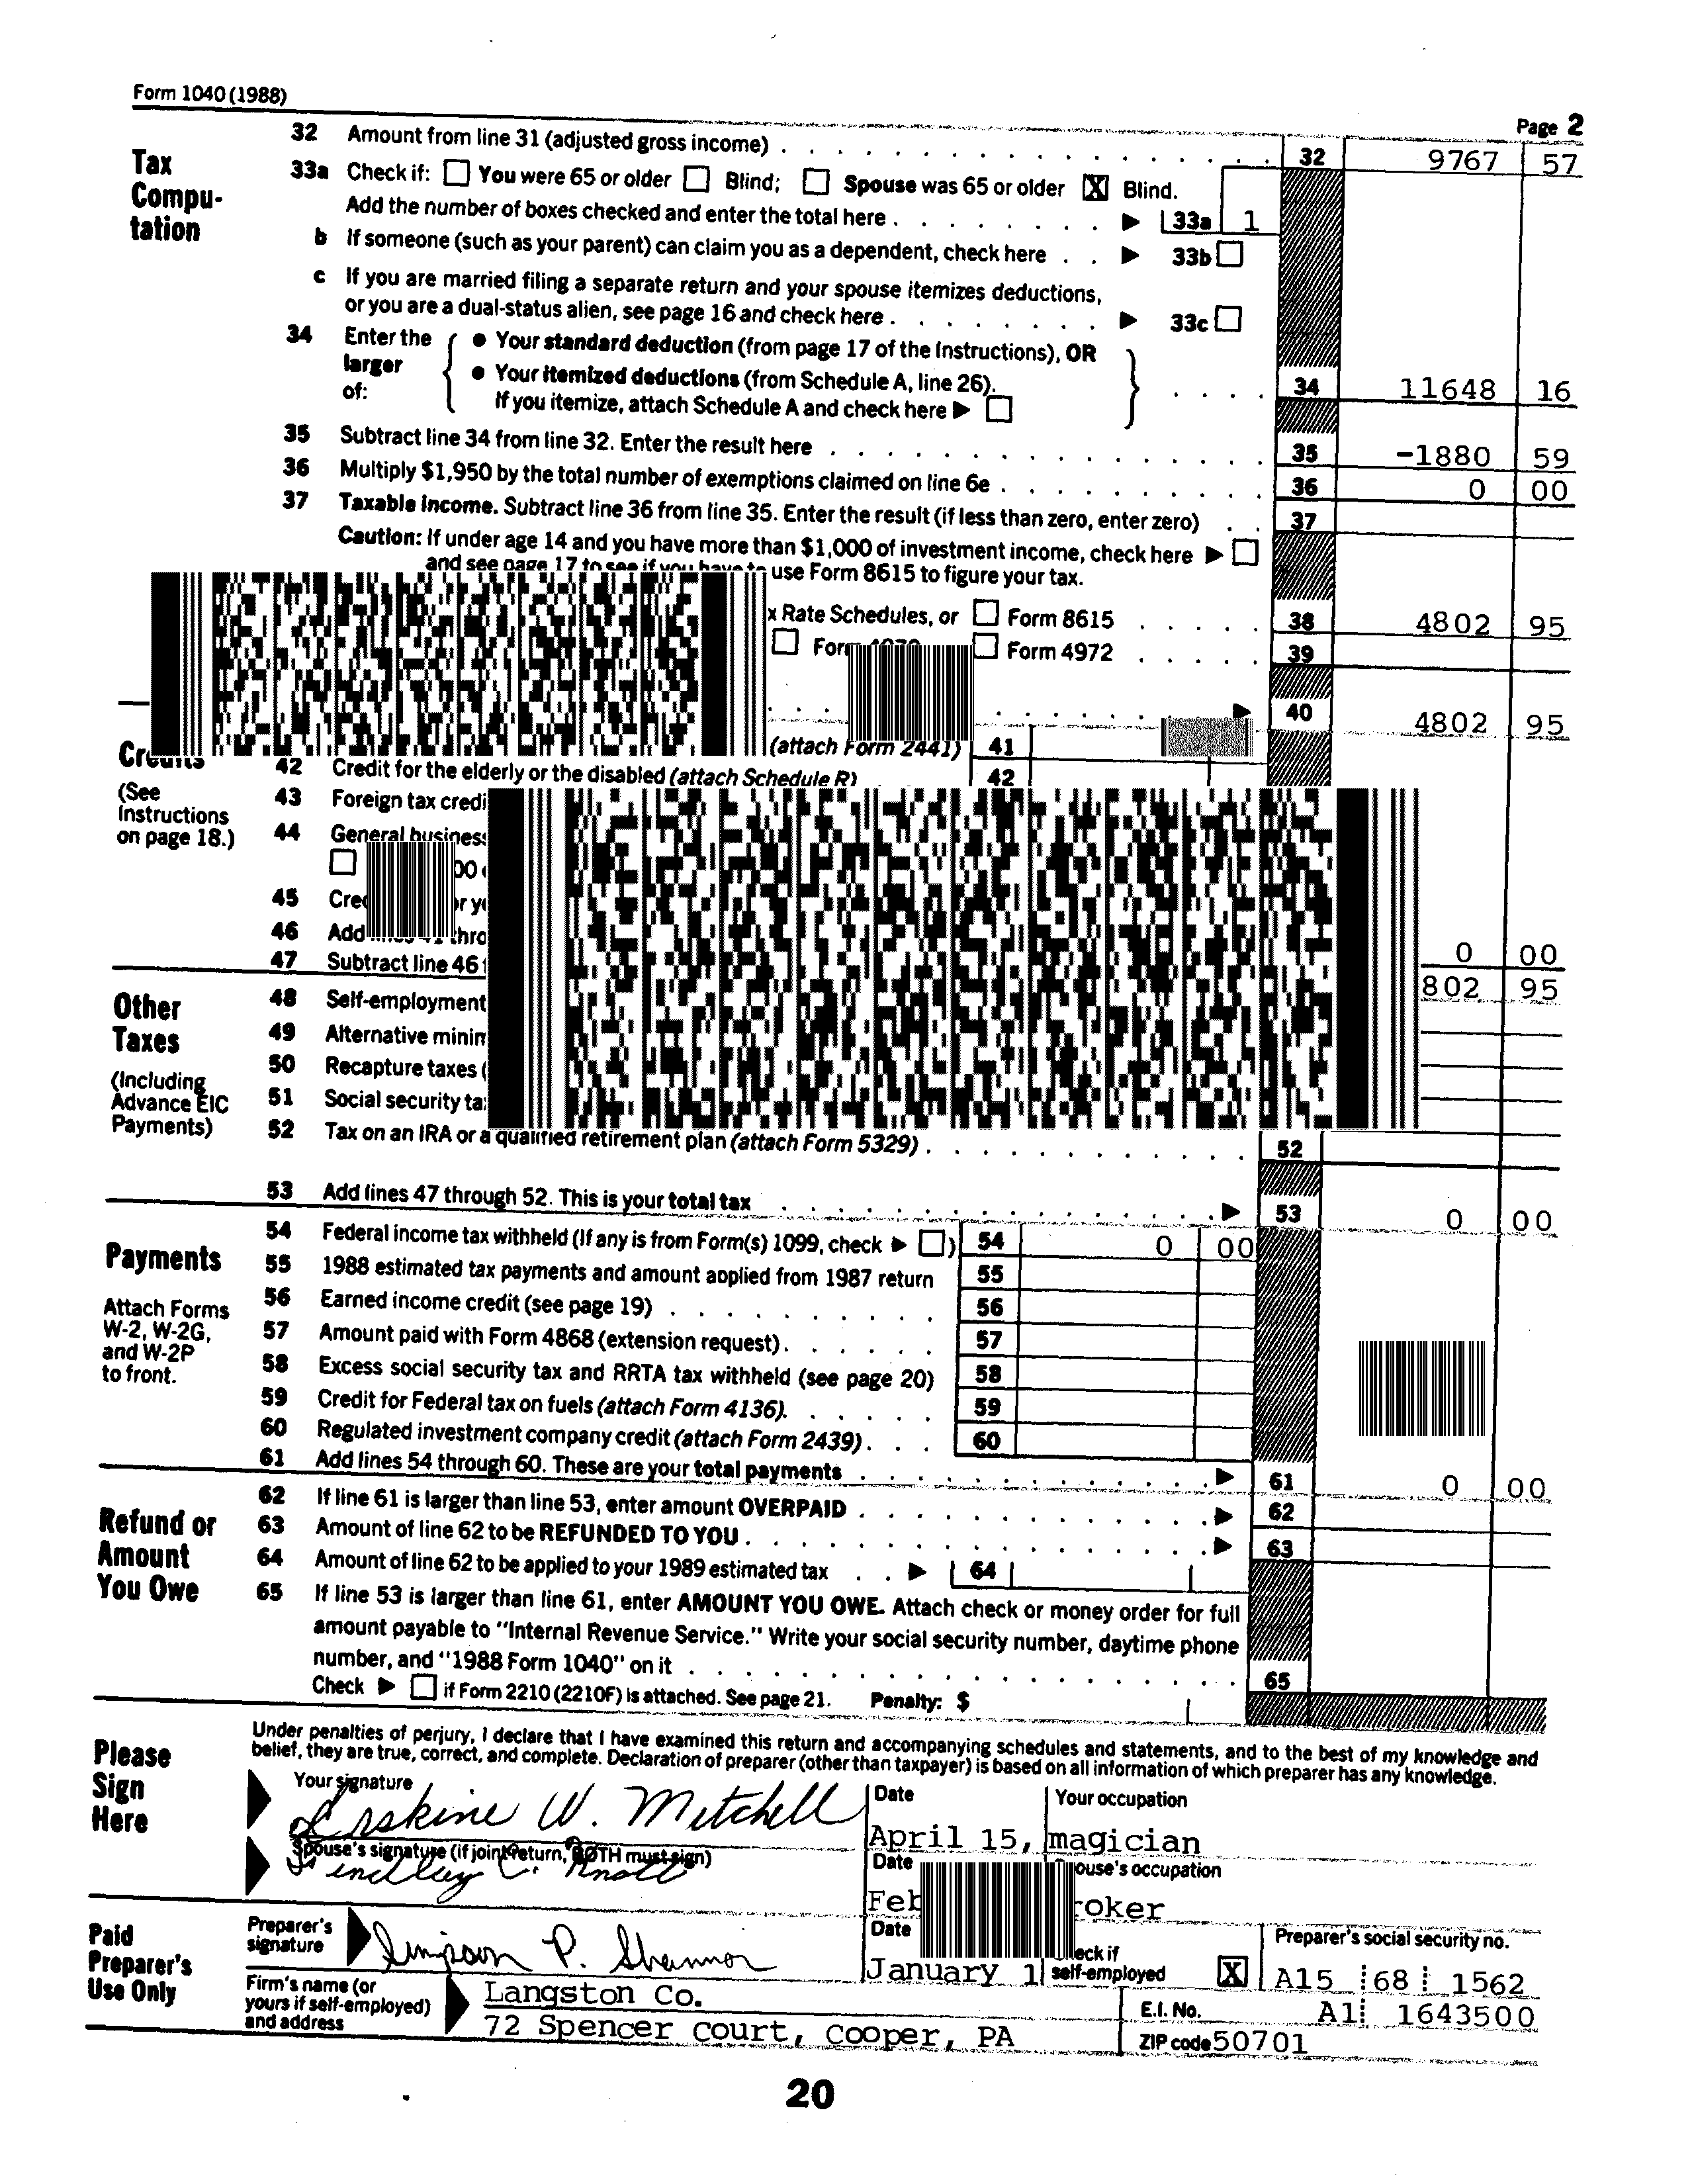 Form 1040 (1988)
Page 2
Tax Compu-tation
32 Amount from line 31 (adjusted gross income) . . . . 32 9767 57
33a Check if: You were 65 or older Blind; Spouse was 65 or older X Blind.
Add the number of boxes checked and enter the total here . . . . 33a 1
b If someone (such as your parent) can claim you as a dependent, check here . . 33b
c If you are married filing a separate return and your spouse itemizes deductions,
or you are a dual-status alien, see page 16 and check here . . . . 33c
34 Enter the larger of:
• Your standard deduction (from page 17 of the Instructions), OR
• Your itemized deductions (from Schedule A, line 26).
If you itemize, attach Schedule A and check here
34 11648 16
35 Subtract line 34 from line 32. Enter the result here . . . . 35 -1880 59
36 Multiply $1,950 by the total number of exemptions claimed on line 6e . . . . 36 0 00
37 Taxable Income. Subtract line 36 from line 35. Enter the result (if less than zero, enter zero) . . 37
Caution: If under age 14 and you have more than $1,000 of investment income, check here
and see page 17 to see if you have to use Form 8615 to figure your tax.
x Rate Schedules, or Form 8615 . . . . 38 4802 95
Form 4972 . . . . 39
40 4802 95
(attach Form 2441) 41
Credits
(See Instructions on page 18.)
42 Credit for the elderly or the disabled (attach Schedule R) 42
43 Foreign tax credi
44 General business
45
46 Add 0 00
47 Subtract line 46 802 95
Other Taxes
(Including Advance EIC Payments)
48 Self-employment
49 Alternative minim
50 Recapture taxes (
51 Social security ta
52 Tax on an IRA or a qualified retirement plan (attach Form 5329) . . . . 52
53 Add lines 47 through 52. This is your total tax . . . . 53 0 00
Payments
Attach Forms W-2, W-2G, and W-2P to front.
54 Federal income tax withheld (If any is from Form(s) 1099, check ) 54 0 00
55 1988 estimated tax payments and amount applied from 1987 return 55
56 Earned income credit (see page 19) . . . . 56
57 Amount paid with Form 4868 (extension request) . . . . 57
58 Excess social security tax and RRTA tax withheld (see page 20) 58
59 Credit for Federal tax on fuels (attach Form 4136). . . . . 59
60 Regulated investment company credit (attach Form 2439) . . . 60
61 Add lines 54 through 60. These are your total payments . . . . 61 0 00
Refund or Amount You Owe
62 If line 61 is larger than line 53, enter amount OVERPAID . . . . 62
63 Amount of line 62 to be REFUNDED TO YOU . . . . 63
64 Amount of line 62 to be applied to your 1989 estimated tax . . 64
65 If line 53 is larger than line 61, enter AMOUNT YOU OWE. Attach check or money order for full
amount payable to "Internal Revenue Service." Write your social security number, daytime phone
number, and "1988 Form 1040" on it . . . . 65
Check if Form 2210 (2210F) is attached. See page 21. Penalty: $
Please Sign Here
Under penalties of perjury, I declare that I have examined this return and accompanying schedules and statements, and to the best of my knowledge and
belief, they are true, correct, and complete. Declaration of preparer (other than taxpayer) is based on all information of which preparer has any knowledge.
Your signature Date Your occupation
Erskine W. Mitchell April 15, magician
Spouse's signature (if joint return, BOTH must sign) Date ouse's occupation
Findley C. Knott Feb roker
Paid Preparer's Use Only
Preparer's signature Date eck if self-employed X Preparer's social security no.
Simpson P. Shannor January 1 A15 68 1562
Firm's name (or yours if self-employed) and address
Langston Co. E.I. No. A1 1643500
72 Spencer court, cooper, PA ZIP code 50701
20